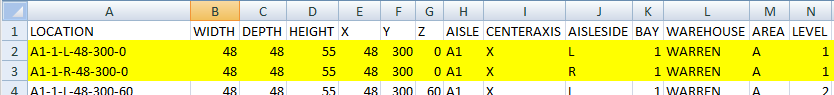 A B C D E F G H I J K L M N
1 LOCATION WIDTH DEPTH HEIGHT X Y Z AISLE CENTERAXIS AISLESIDE BAY WAREHOUSE AREA LEVEL
2 A1-1-L-48-300-0 48 48 55 48 300 0 A1 X L 1 WARREN A 1
3 A1-1-R-48-300-0 48 48 55 48 300 0 A1 X R 1 WARREN A 1
4 A1-1-L-48-300-60 48 48 55 48 300 60 A1 X L 1 WARREN A 2